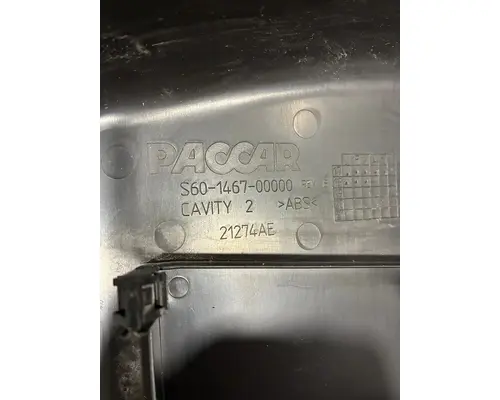 PACCAR
S60-1467-00000
CAVITY 2 >ABS<
21274AE